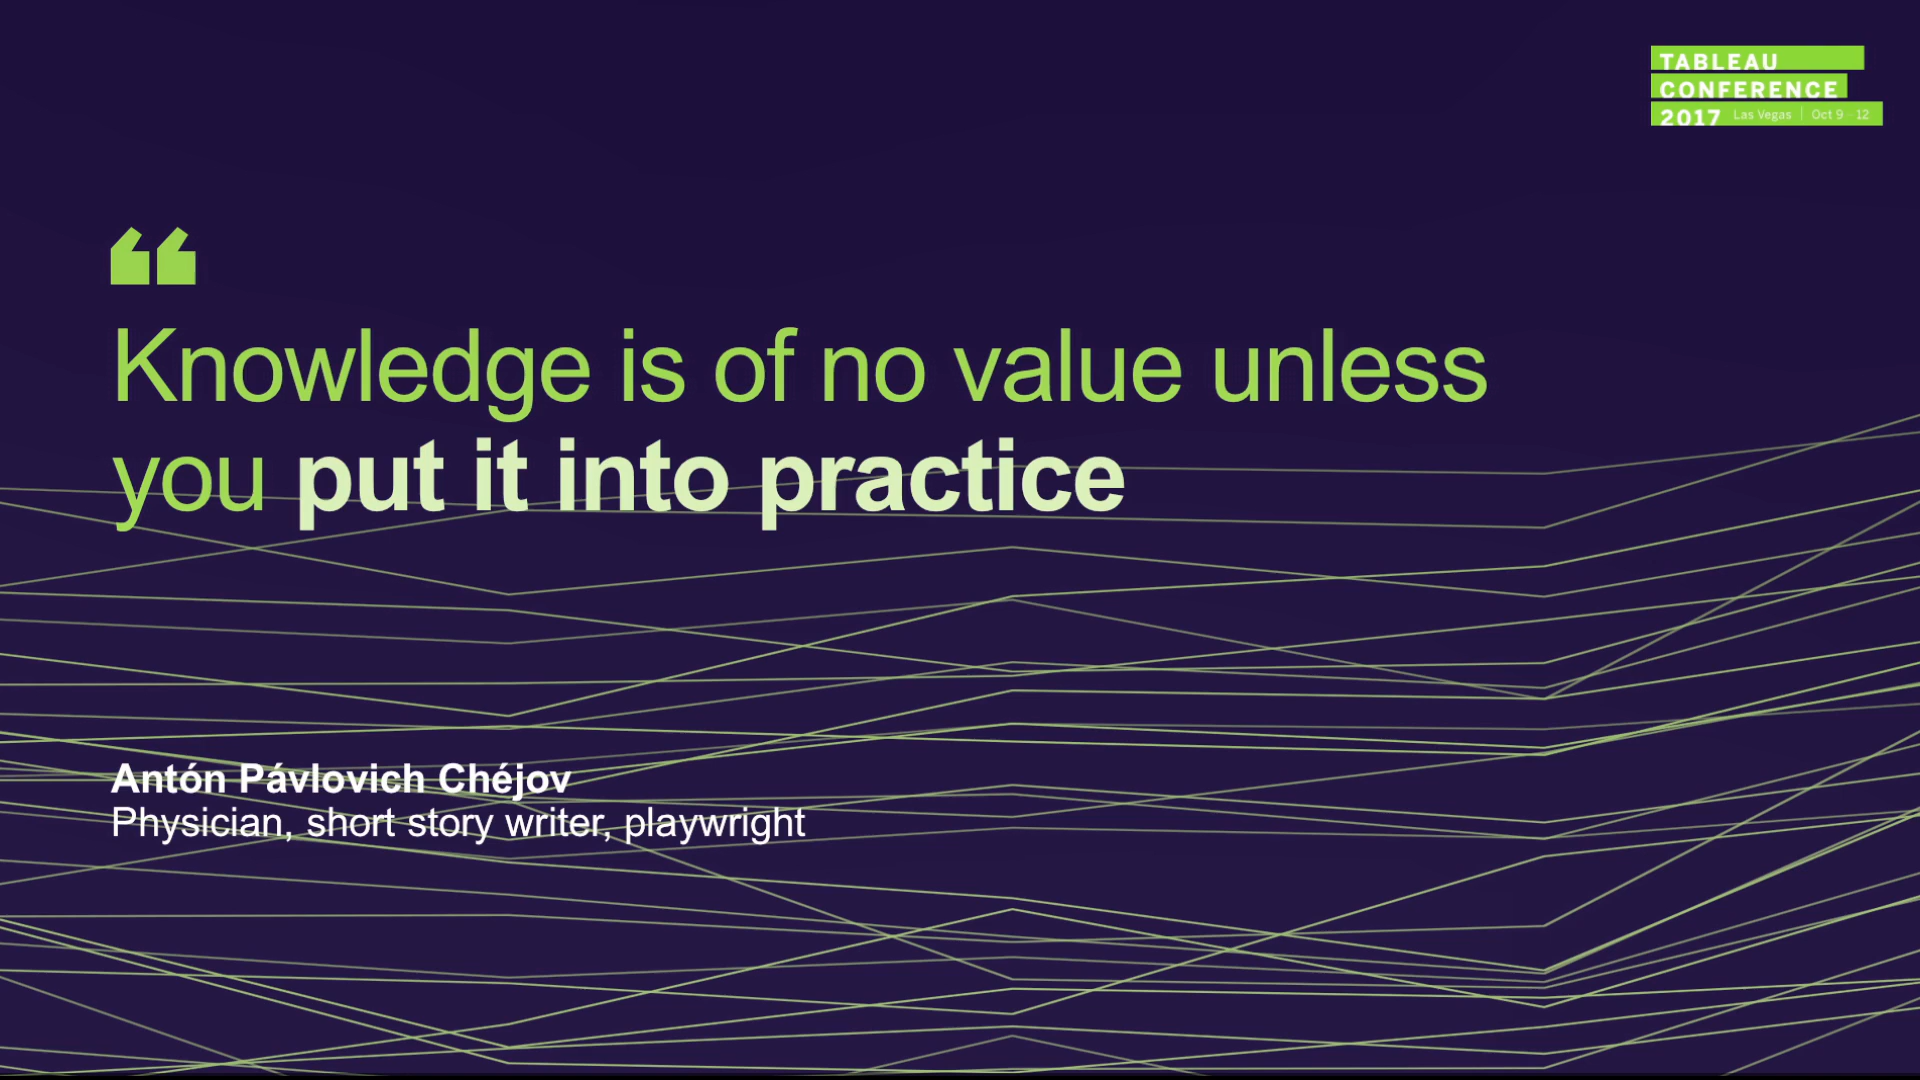 TABLEAU
CONFERENCE
2017 Las Vegas | Oct 9 - 12
“
Knowledge is of no value unless
you put it into practice
Antón Pávlovich Chéjov
Physician, short story writer, playwright